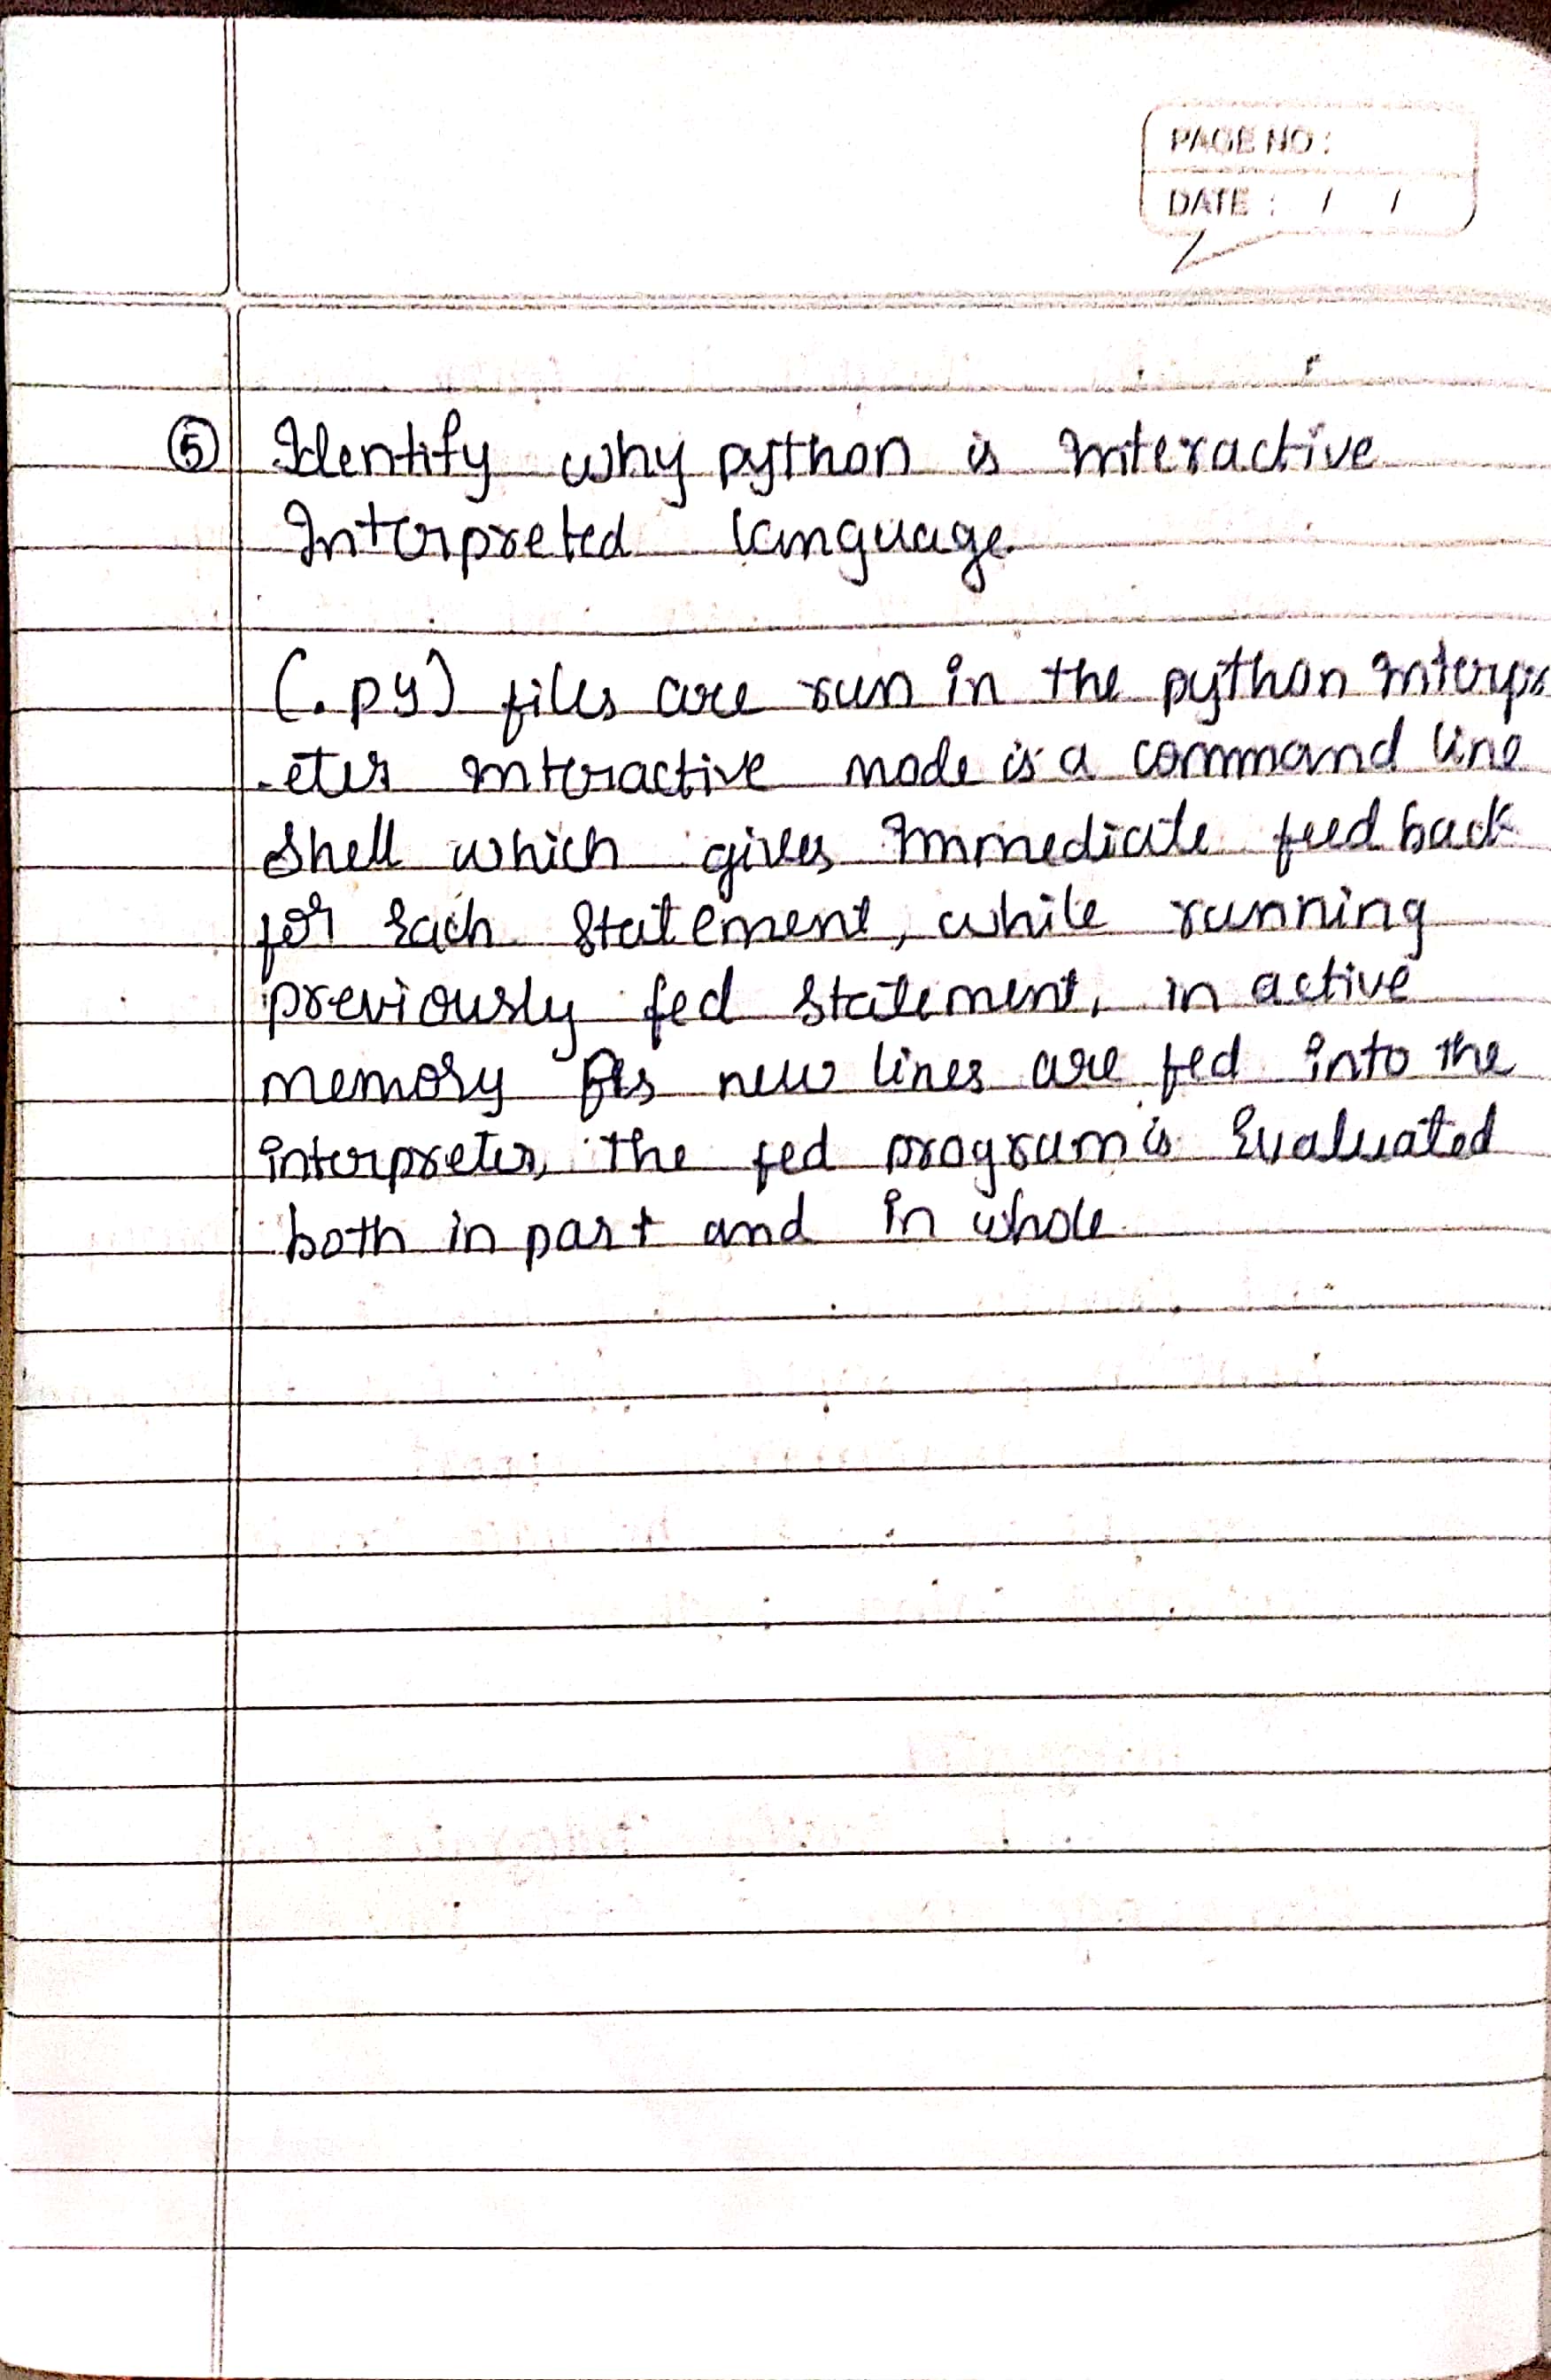 PAGE NO :
DATE : / /
⑤ Identify why python is interactive
Interpreted language.
(.py) files are run in the python interpr
-eter interactive mode is a command line
shell which gives immediate feed back
for each statement, while running
previously fed statement, in active
memory As new lines are fed into the
interpreter, the fed program is Evaluated
both in part and in whole